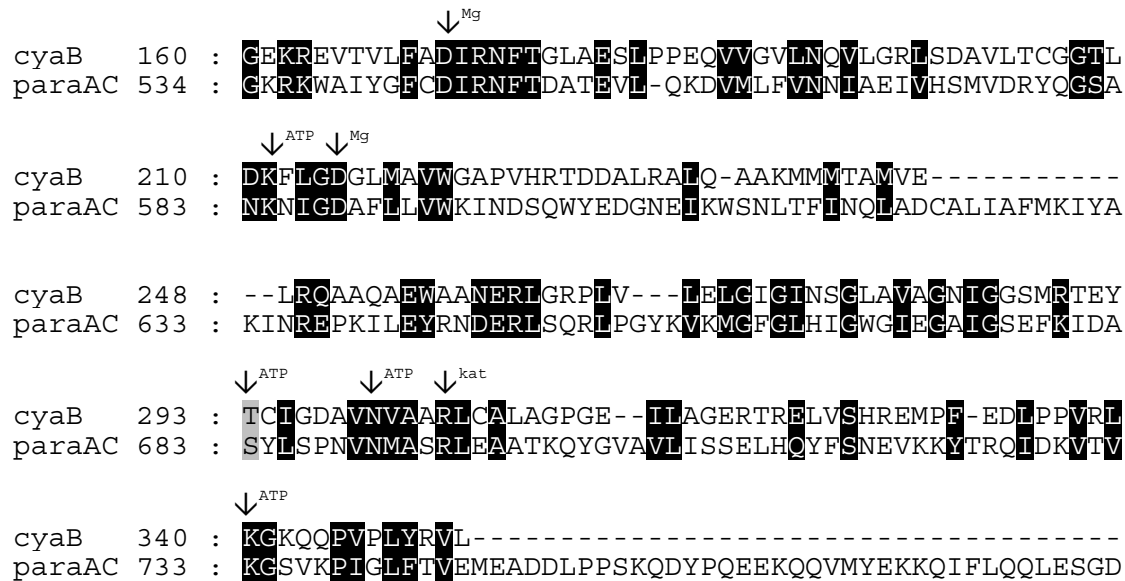 ↓Mg
cyaB 160 : GEKREVTVLFADIRNFTGLAESLPPEQVVGVLNQVLGRLSDAVLTCGGTL
paraAC 534 : GKRKWAIYGFCDIRNFTDATEVL-QKDVMLFVNNIAEIVHSMVDRYQGSA
↓ATP ↓Mg
cyaB 210 : DKFLGDGLMAVWGAPVHRTDDALRALQ-AAKMMMTAMVE-----------
paraAC 583 : NKNIGDAFLLVWKINDSQWYEDGNEIKWSNLTFINQLADCALIAFMKIYA
cyaB 248 : --LRQAAQAEWAANERLGRPLV---LELGIGINSGLAVAGNIGGSMRTEY
paraAC 633 : KINREPKILEYRNDERLSQRLPGYKVKMGFGLHIGWGIEGAIGSEFKIDA
↓ATP ↓ATP ↓kat
cyaB 293 : TCIGDAVNVAARLCALAGPGE--ILAGERTRELVSHREMPF-EDLPPVRL
paraAC 683 : SYLSPNVNMASRLEAATKQYGVAVLISSELHQYFSNEVKKYTRQIDKVTV
↓ATP
cyaB 340 : KGKQQPVPLYRVL-------------------------------------
paraAC 733 : KGSVKPIGLFTVEMEADDLPPSKQDYPQEEKQQVMYEKKQIFLQQLESGD